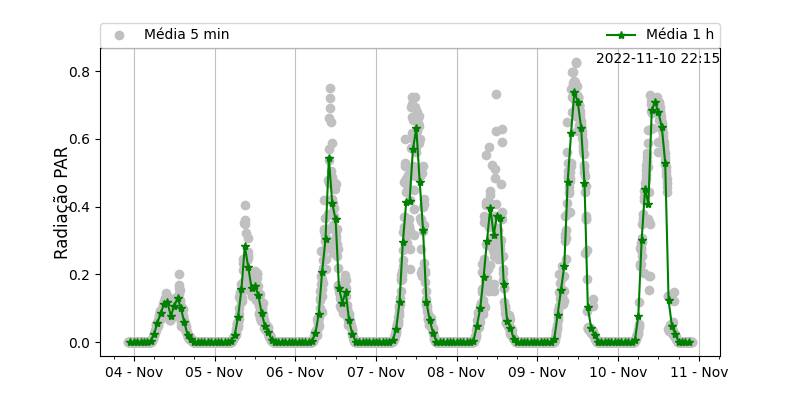 Média 5 min
Média 1 h
2022-11-10 22:15
Radiação PAR
0.8
0.6
0.4
0.2
0.0
04 - Nov
05 - Nov
06 - Nov
07 - Nov
08 - Nov
09 - Nov
10 - Nov
11 - Nov